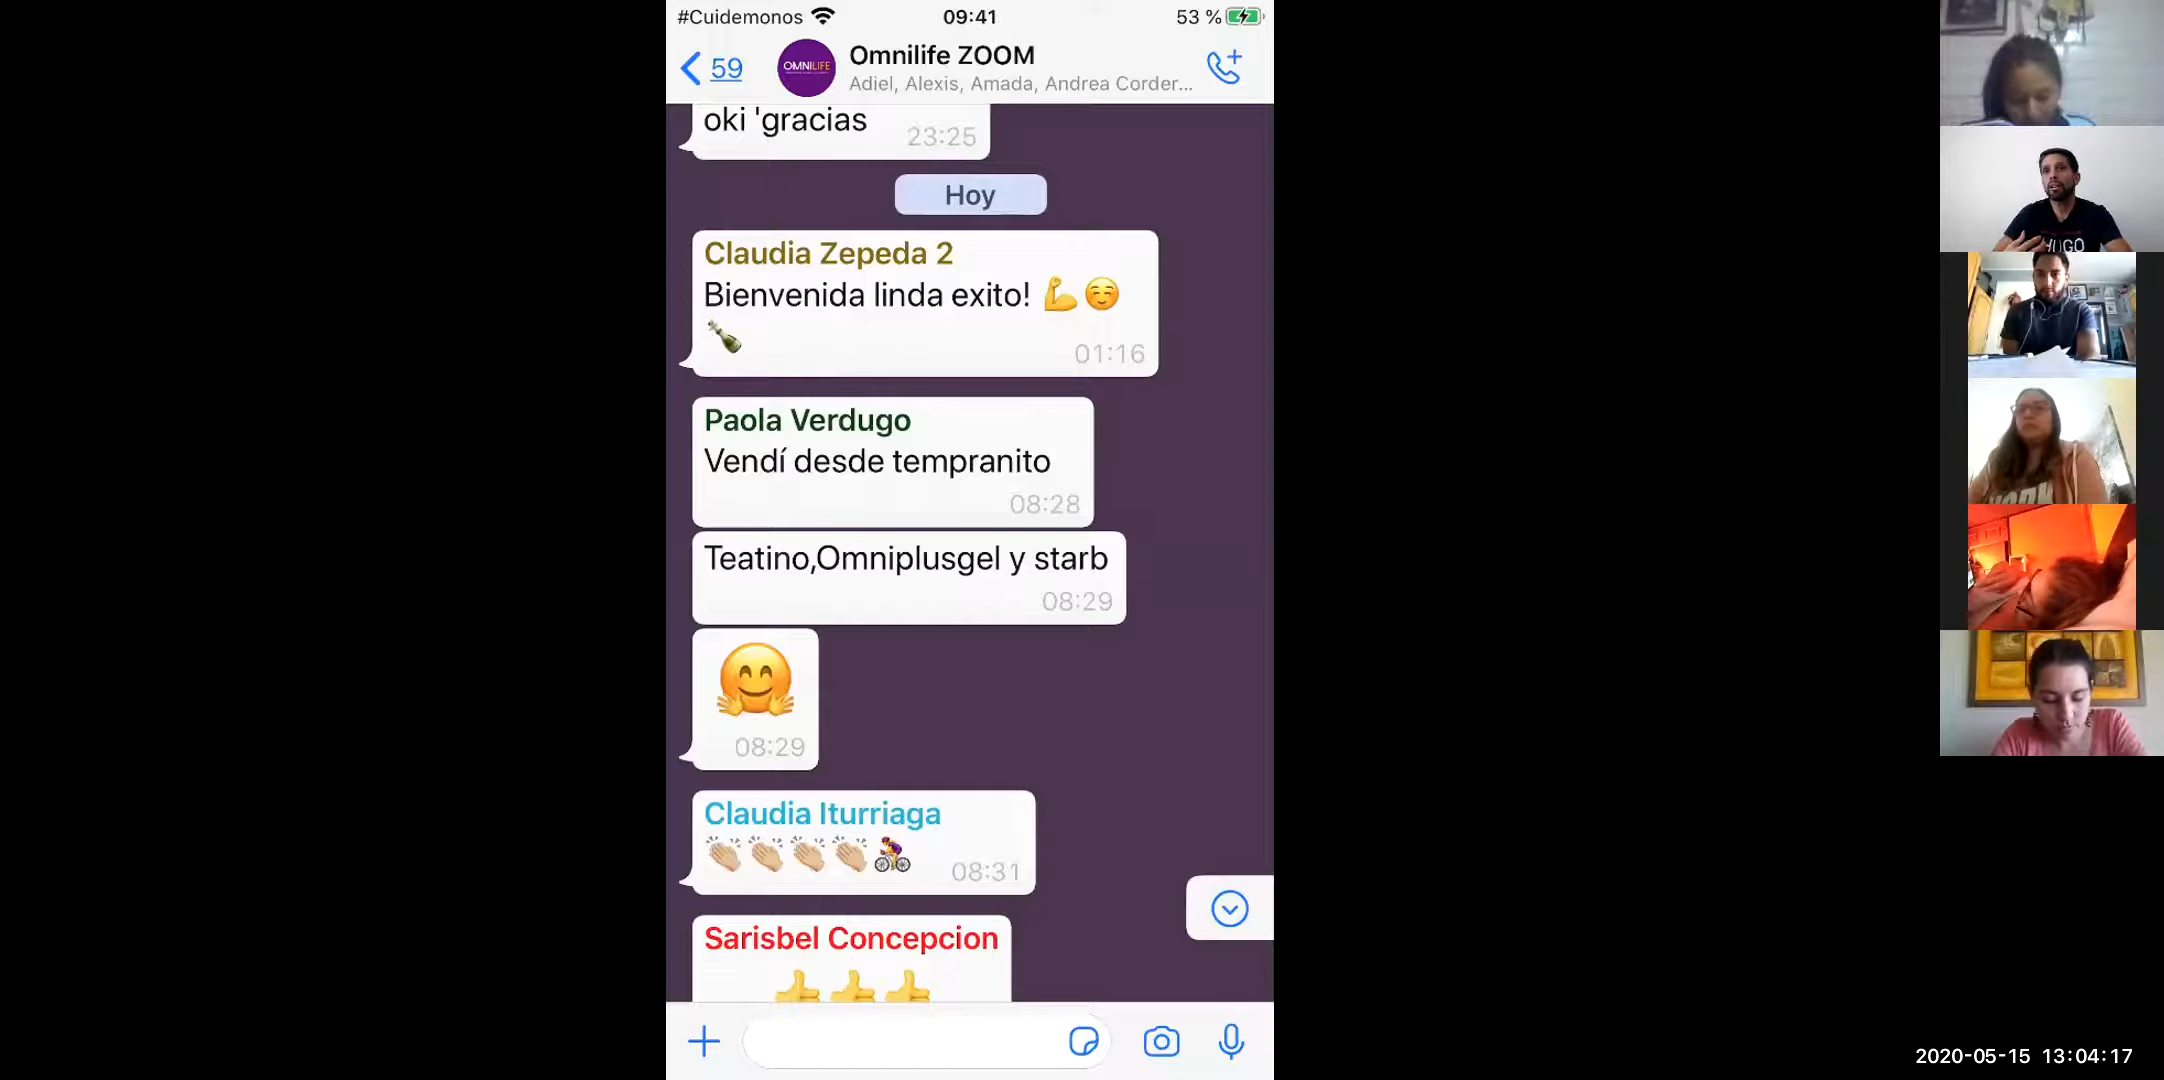 #Cuidemonos 09:41 53 %
59 OMNILIFE Omnilife ZOOM
Adiel, Alexis, Amada, Andrea Corder...
oki 'gracias
23:25
Hoy
Claudia Zepeda 2
Bienvenida linda exito! 💪☺️
🍾
01:16
Paola Verdugo
Vendí desde tempranito
08:28
Teatino,Omniplusgel y starb
08:29
🤗
08:29
Claudia Iturriaga
👏🏼👏🏼👏🏼👏🏼🚴‍♀️ 08:31
Sarisbel Concepcion
👍👍👍
HUGO
2020-05-15 13:04:17